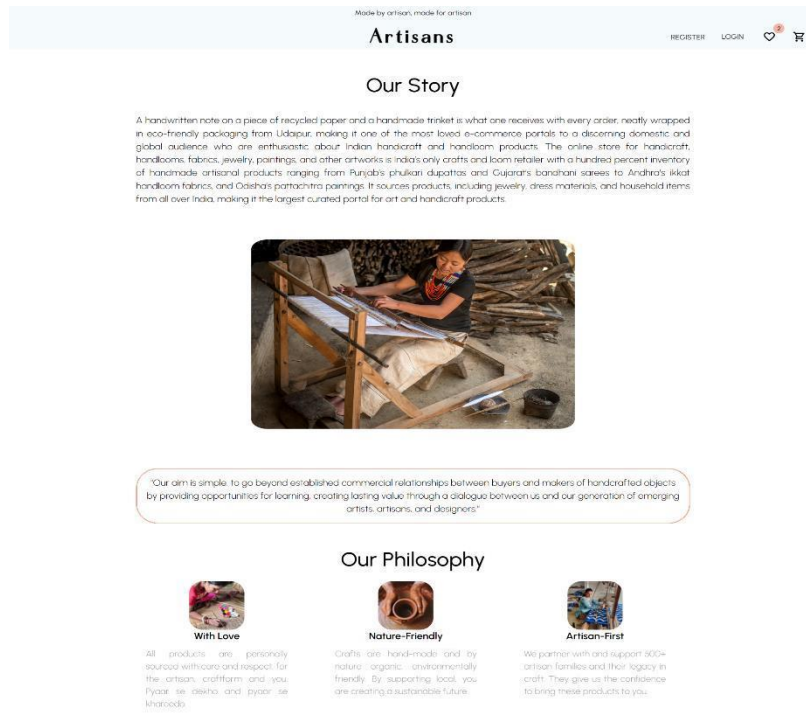 Made by artisan, made for artisan
Artisans
REGISTER LOGIN 2
Our Story
A handwritten note on a piece of recycled paper and a handmade trinket is what one receives with every order, neatly wrapped
in eco-friendly packaging from Udaipur, making it one of the most loved e-commerce portals to a discerning domestic and
global audience who are enthusiastic about Indian handicraft and handloom products. The online store for handicraft,
handlooms, fabrics, jewelry, paintings, and other artworks is India's only crafts and loom retailer with a hundred percent inventory
of handmade artisanal products ranging from Punjab's phulkari dupattas and Gujarat's bandhani sarees to Andhra's ikkat
handloom fabrics, and Odisha's pattachitra paintings. It sources products, including jewelry, dress materials, and household items
from all over India, making it the largest curated portal for art and handicraft products.
"Our aim is simple: to go beyond established commercial relationships between buyers and makers of handcrafted objects
by providing opportunities for learning, creating lasting value through a dialogue between us and our generation of emerging
artists, artisans, and designers."
Our Philosophy
With Love
All products are personally
sourced with care and respect for
the artisan, craftform and you.
Pyaar se dekho and pyaar se
khareedo.
Nature-Friendly
Crafts are hand-made and by
nature organic, environmentally
friendly. By supporting local, you
are creating a sustainable future.
Artisan-First
We partner with and support 600+
artisan families and their legacy in
craft. They give us the confidence
to bring these products to you.